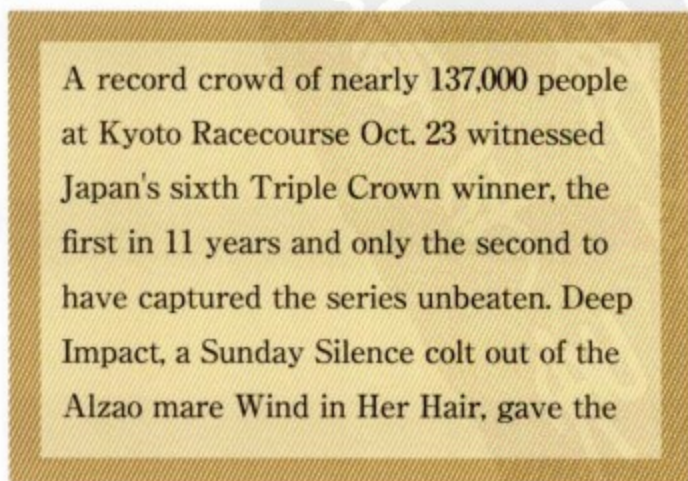 A record crowd of nearly 137,000 people
at Kyoto Racecourse Oct. 23 witnessed
Japan's sixth Triple Crown winner, the
first in 11 years and only the second to
have captured the series unbeaten. Deep
Impact, a Sunday Silence colt out of the
Alzao mare Wind in Her Hair, gave the